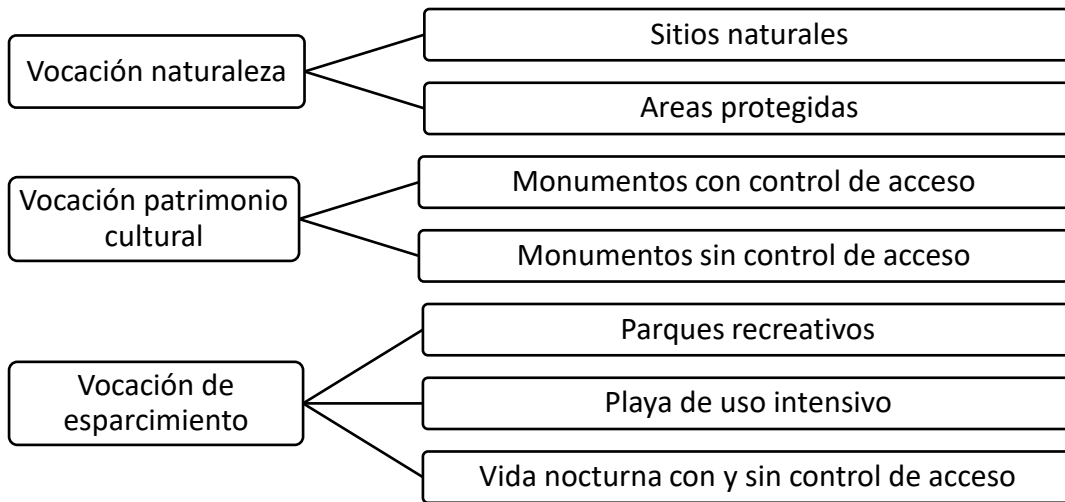 Vocación naturaleza
Sitios naturales
Areas protegidas
Vocación patrimonio
cultural
Monumentos con control de acceso
Monumentos sin control de acceso
Vocación de
esparcimiento
Parques recreativos
Playa de uso intensivo
Vida nocturna con y sin control de acceso